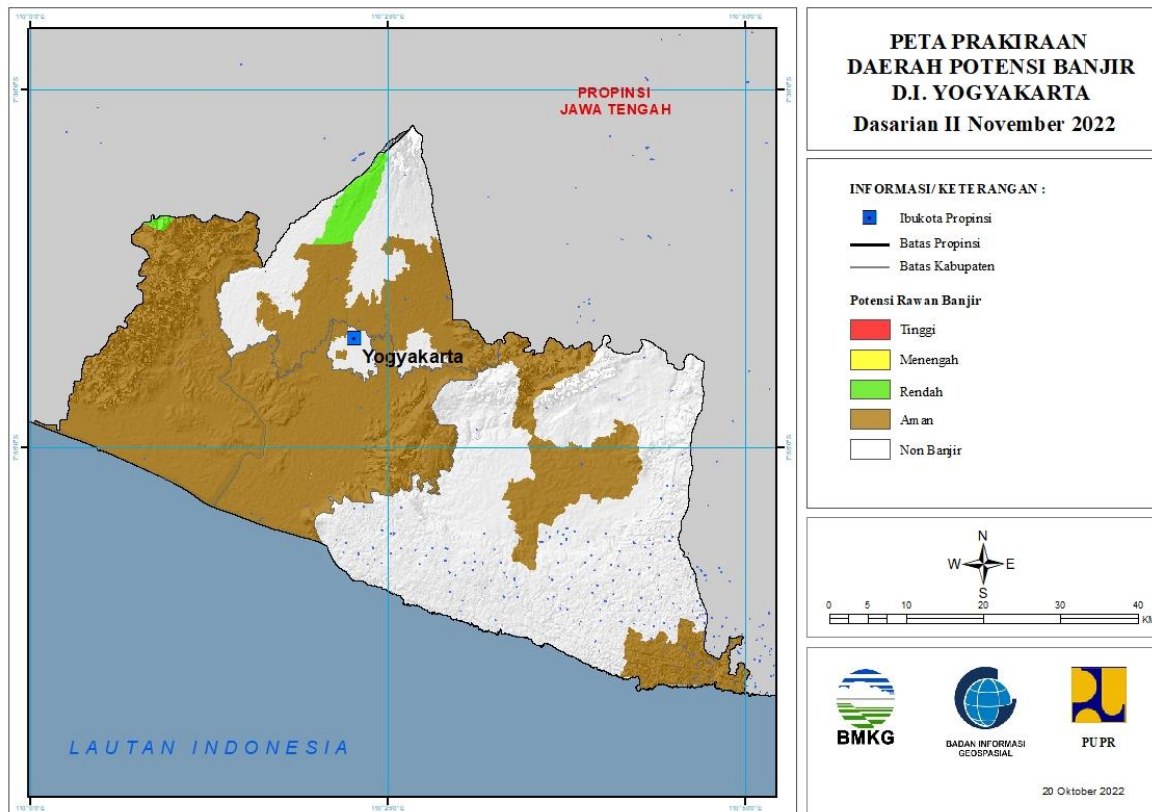 PETA PRAKIRAAN
DAERAH POTENSI BANJIR
D.I. YOGYAKARTA
Dasarian II November 2022
PROPINSI
JAWA TENGAH
Yogyakarta
LAUTAN INDONESIA
INFORMASI/ KETERANGAN :
Ibukota Propinsi
Batas Propinsi
Batas Kabupaten
Potensi Rawan Banjir
Tinggi
Menengah
Rendah
Aman
Non Banjir
N
W E
S
0 5 10 20 30 40
KM
BMKG
BADAN INFORMASI
GEOSPASIAL
PUPR
20 Oktober 2022